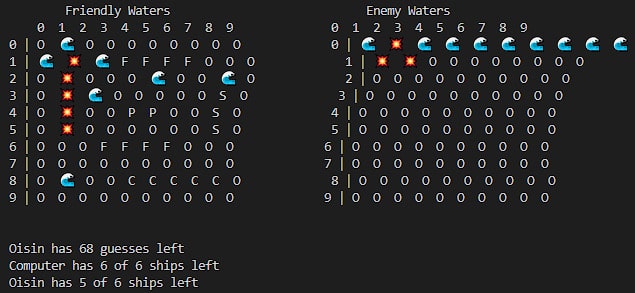 Friendly Waters Enemy Waters
0 1 2 3 4 5 6 7 8 9 0 1 2 3 4 5 6 7 8 9
0 | O 🌊 O O O O O O O O 0 | 🌊 💥 🌊 🌊 🌊 🌊 🌊 🌊 🌊 🌊
1 | 🌊 💥 🌊 F F F F O O O 1 | 💥 💥 O O O O O O O O
2 | O 💥 O O O 🌊 O O 🌊 O 2 | O O O O O O O O O O
3 | O 💥 🌊 O O O O O S O 3 | O O O O O O O O O O
4 | O 💥 O O P P O O S O 4 | O O O O O O O O O O
5 | O 💥 O O O O O O S O 5 | O O O O O O O O O O
6 | O O O F F F F O O O 6 | O O O O O O O O O O
7 | O O O O O O O O O O 7 | O O O O O O O O O O
8 | O 🌊 O O C C C C C O 8 | O O O O O O O O O O
9 | O O O O O O O O O O 9 | O O O O O O O O O O
Oisin has 68 guesses left
Computer has 6 of 6 ships left
Oisin has 5 of 6 ships left